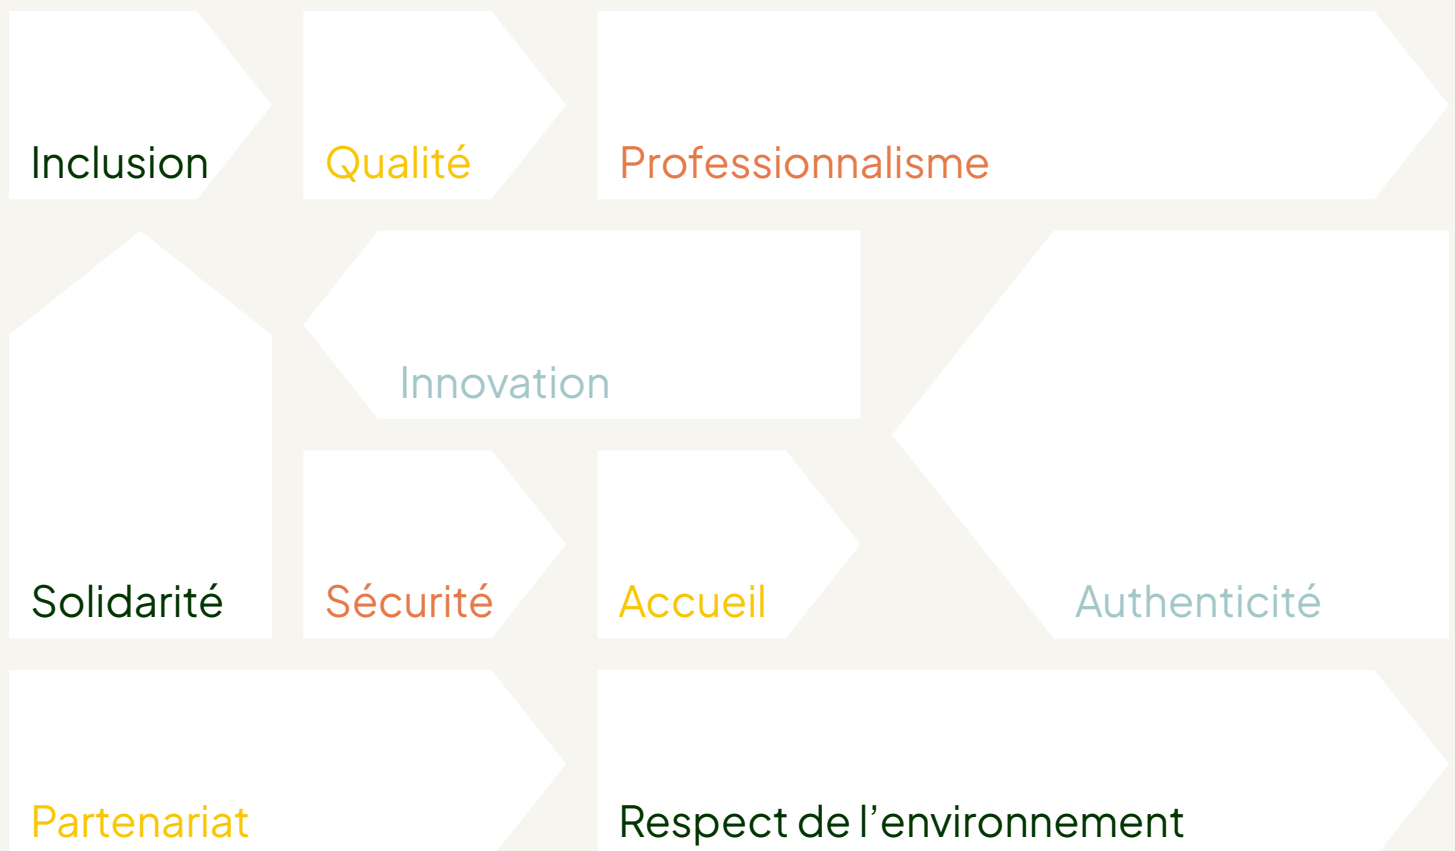 Inclusion
Qualité
Professionnalisme
Innovation
Solidarité
Sécurité
Accueil
Authenticité
Partenariat
Respect de l’environnement